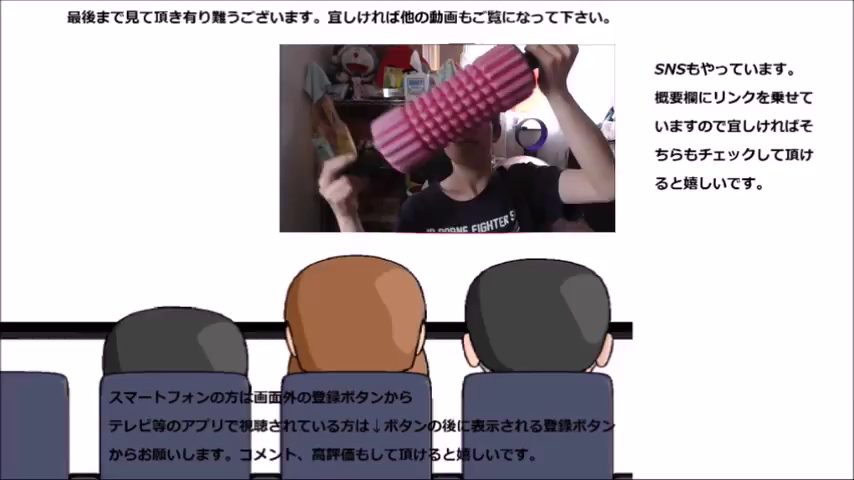 最後まで見て頂き有り難うございます。宜しければ他の動画もご覧になって下さい。
SNSもやっています。
概要欄にリンクを乗せて
いますので宜しければそ
ちらもチェックして頂け
ると嬉しいです。
BORNE FIGHTER S
スマートフォンの方は画面外の登録ボタンから
テレビ等のアプリで視聴されている方は↓ボタンの後に表示される登録ボタン
からお願いします。コメント、高評価もして頂けると嬉しいです。